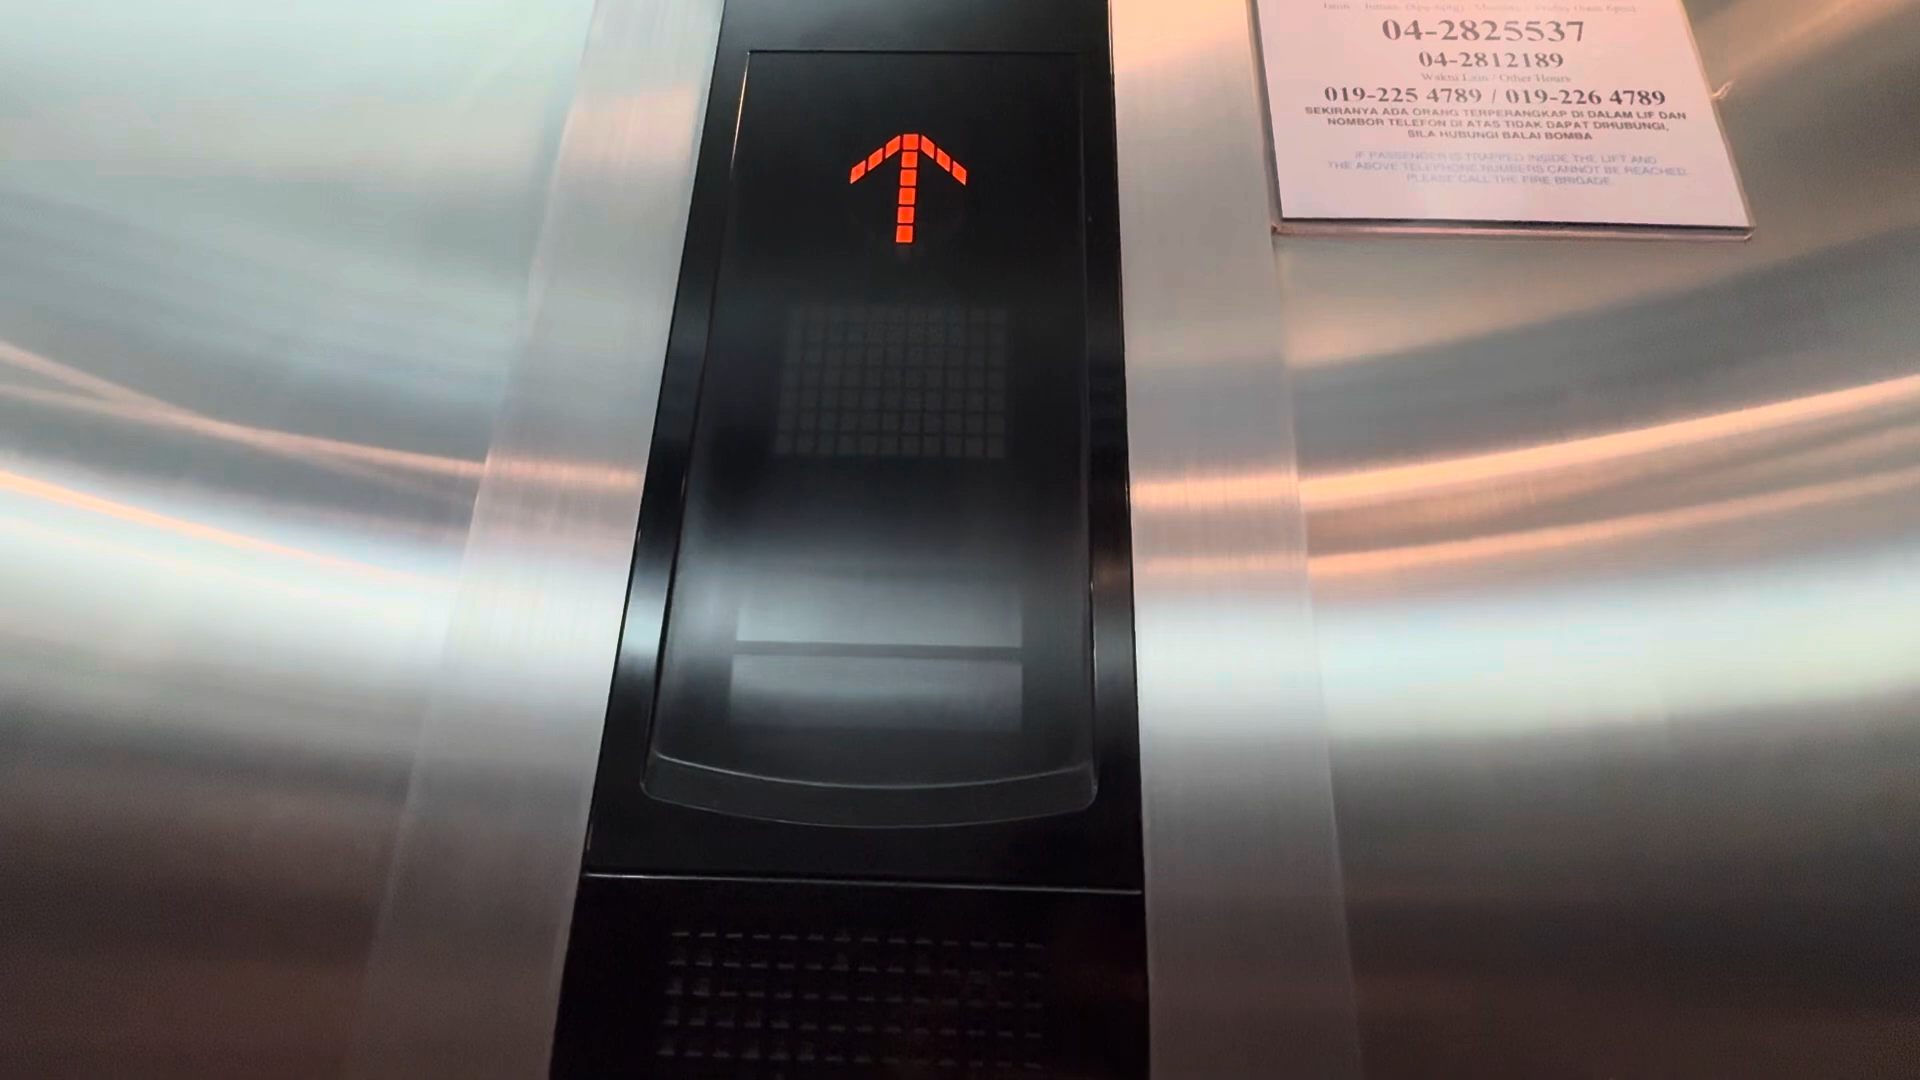 04-2825537
04-2812189
Waktu Lain / Other Hours
019-225 4789 / 019-226 4789
SEKIRANYA ADA ORANG TERPERANGKAP DI DALAM LIF DAN
NOMBOR TELEFON DI ATAS TIDAK DAPAT DIHUBUNGI,
SILA HUBUNGI BALAI BOMBA
IF PASSENGER IS TRAPPED INSIDE THE LIFT AND
THE ABOVE TELEPHONE NUMBERS CANNOT BE REACHED,
PLEASE CALL THE FIRE BRIGADE.